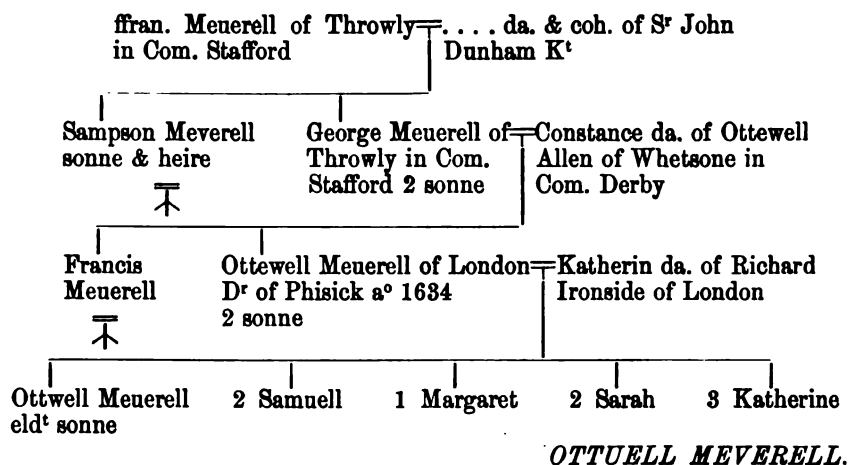 ffran. Meuerell of Throwly=.... da. & coh. of Sʳ John
in Com. Stafford Dunham Kᵗ
Sampson Meverell
sonne & heire
George Meuerell of
Throwly in Com.
Stafford 2 sonne
=Constance da. of Ottewell
Allen of Whetsone in
Com. Derby
Francis
Meuerell
Ottewell Meuerell of London
Dʳ of Phisick aᵒ 1634
2 sonne
=Katherin da. of Richard
Ironside of London
Ottwell Meuerell
eldᵗ sonne
2 Samuell
1 Margaret
2 Sarah
3 Katherine
OTTUELL MEVERELL.